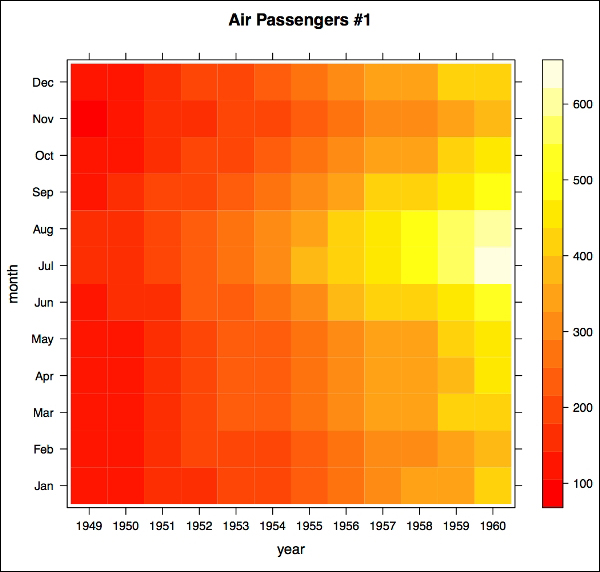 Air Passengers #1
Dec
Nov
Oct
Sep
Aug
Jul
Jun
May
Apr
Mar
Feb
Jan
month
1949 1950 1951 1952 1953 1954 1955 1956 1957 1958 1959 1960
year
600
500
400
300
200
100